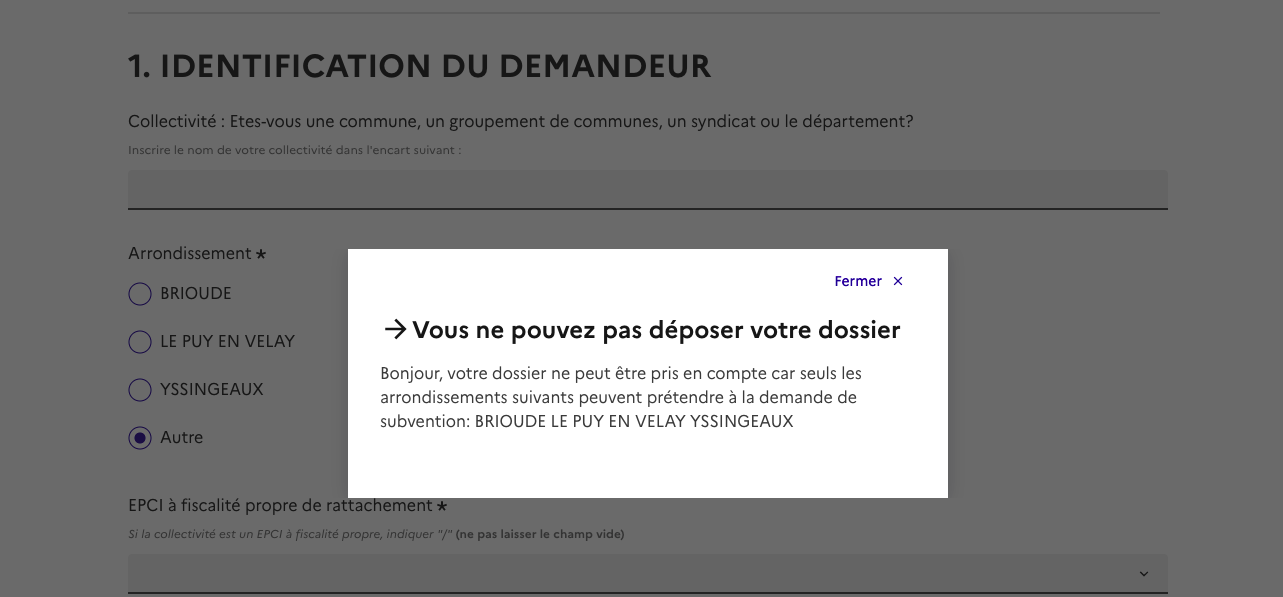 1. IDENTIFICATION DU DEMANDEUR
Collectivité : Etes-vous une commune, un groupement de communes, un syndicat ou le département?
Inscrire le nom de votre collectivité dans l'encart suivant :
Arrondissement *
BRIOUDE
LE PUY EN VELAY
YSSINGEAUX
Autre
Fermer ×
→ Vous ne pouvez pas déposer votre dossier
Bonjour, votre dossier ne peut être pris en compte car seuls les
arrondissements suivants peuvent prétendre à la demande de
subvention: BRIOUDE LE PUY EN VELAY YSSINGEAUX
EPCI à fiscalité propre de rattachement *
Si la collectivité est un EPCI à fiscalité propre, indiquer "/" (ne pas laisser le champ vide)